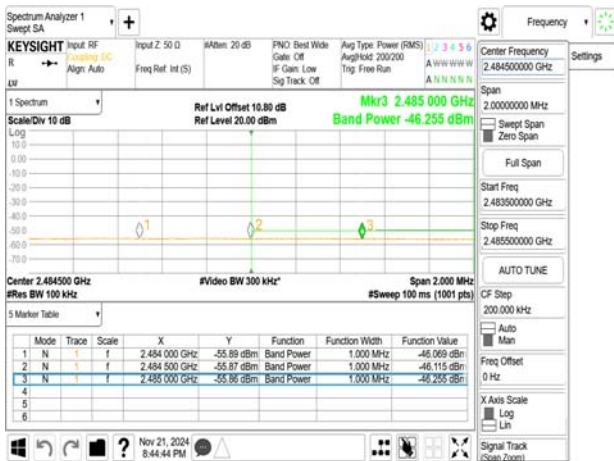 Spectrum Analyzer 1
Swept SA
+
Frequency
KEYSIGHT
R
LXI
Input: RF
Coupling: DC
Align: Auto
Input Z: 50 Ω
Freq Ref: Int (S)
#Atten: 20 dB
PNO: Best Wide
Gate: Off
IF Gain: Low
Sig Track: Off
Avg Type: Power (RMS)
Avg|Hold: 200/200
Trig: Free Run
1 2 3 4 5 6
A W W W W W
A N N N N N
1 Spectrum
Scale/Div 10 dB
Ref Lvl Offset 10.80 dB
Ref Level 20.00 dBm
Mkr3 2.485 000 GHz
Band Power -46.255 dBm
Log
10.0
0.00
-10.0
-20.0
-30.0
-40.0
-50.0
-60.0
-70.0
1
2
3
Center 2.484500 GHz
#Res BW 100 kHz
#Video BW 300 kHz*
Span 2.000 MHz
#Sweep 100 ms (1001 pts)
5 Marker Table
Mode Trace Scale X Y Function Function Width Function Value
1 N 1 f 2.484 000 GHz -55.89 dBm Band Power 1.000 MHz -46.069 dBm
2 N 1 f 2.484 500 GHz -55.87 dBm Band Power 1.000 MHz -46.115 dBm
3 N 1 f 2.485 000 GHz -55.86 dBm Band Power 1.000 MHz -46.255 dBm
4
5
6
?
Nov 21, 2024
8:44:44 PM
Settings
Center Frequency
2.484500000 GHz
Span
2.00000000 MHz
Swept Span
Zero Span
Full Span
Start Freq
2.483500000 GHz
Stop Freq
2.485500000 GHz
AUTO TUNE
CF Step
200.000 kHz
Auto
Man
Freq Offset
0 Hz
X Axis Scale
Log
Lin
Signal Track
(Span Zoom)